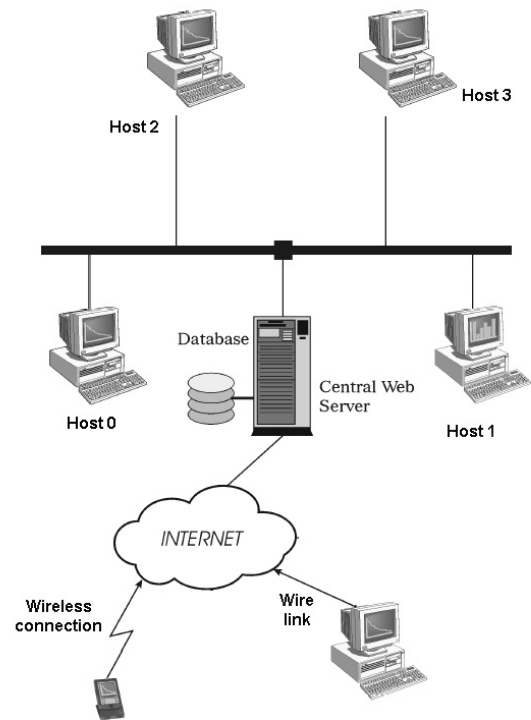 Host 2
Host 3
Database
Central Web
Server
Host 0
Host 1
INTERNET
Wireless
connection
Wire
link